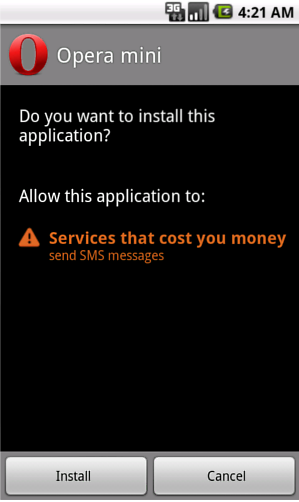 3G 4:21 AM
Opera mini
Do you want to install this
application?
Allow this application to:
Services that cost you money
send SMS messages
Install Cancel